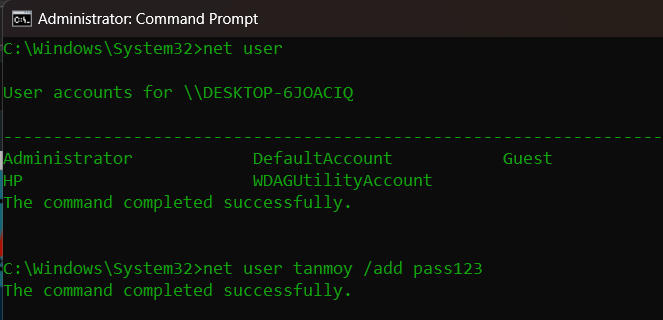 Administrator: Command Prompt
C:\Windows\System32>net user
User accounts for \\DESKTOP-6JOACIQ
-------------------------------------------------------------------
Administrator            DefaultAccount           Guest
HP                       WDAGUtilityAccount
The command completed successfully.
C:\Windows\System32>net user tanmoy /add pass123
The command completed successfully.